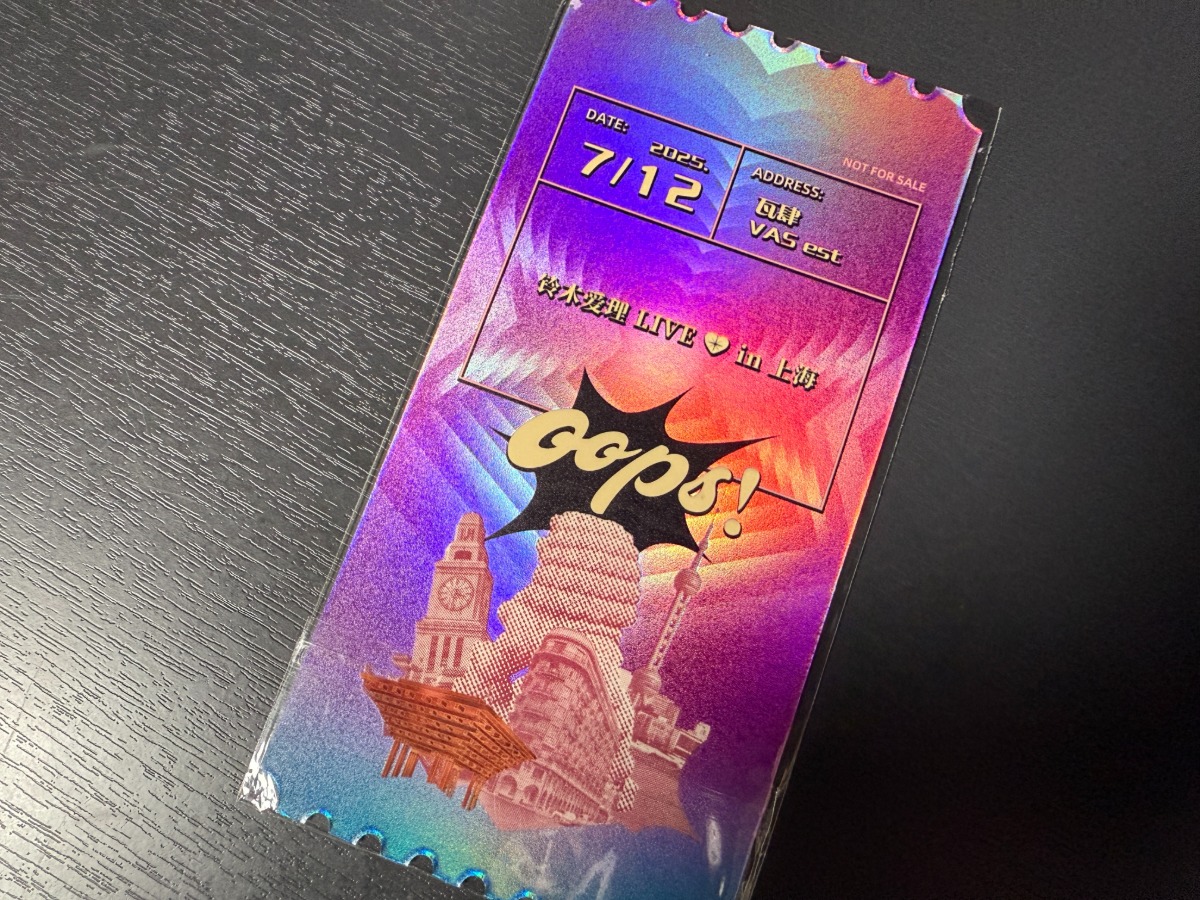 NOT FOR SALE
DATE:
2025.
7/12
ADDRESS:
瓦肆
VAS est
铃木爱理 LIVE in 上海
Oops!